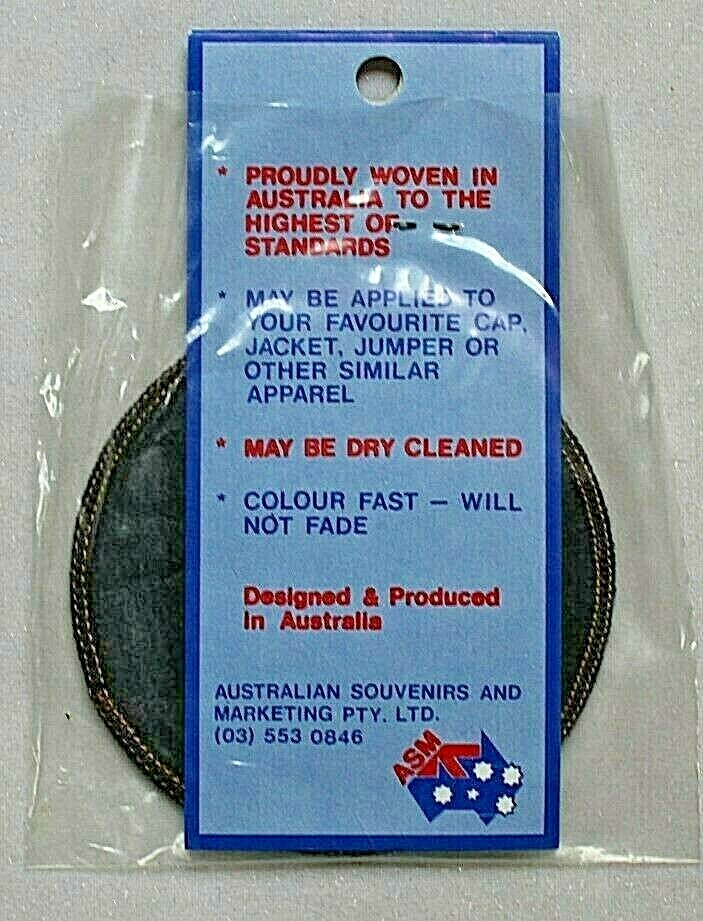 * PROUDLY WOVEN IN
AUSTRALIA TO THE
HIGHEST OF
STANDARDS
* MAY BE APPLIED TO
YOUR FAVOURITE CAP,
JACKET, JUMPER OR
OTHER SIMILAR
APPAREL
* MAY BE DRY CLEANED
* COLOUR FAST — WILL
NOT FADE
Designed & Produced
in Australia
AUSTRALIAN SOUVENIRS AND
MARKETING PTY. LTD.
(03) 553 0846
ASM